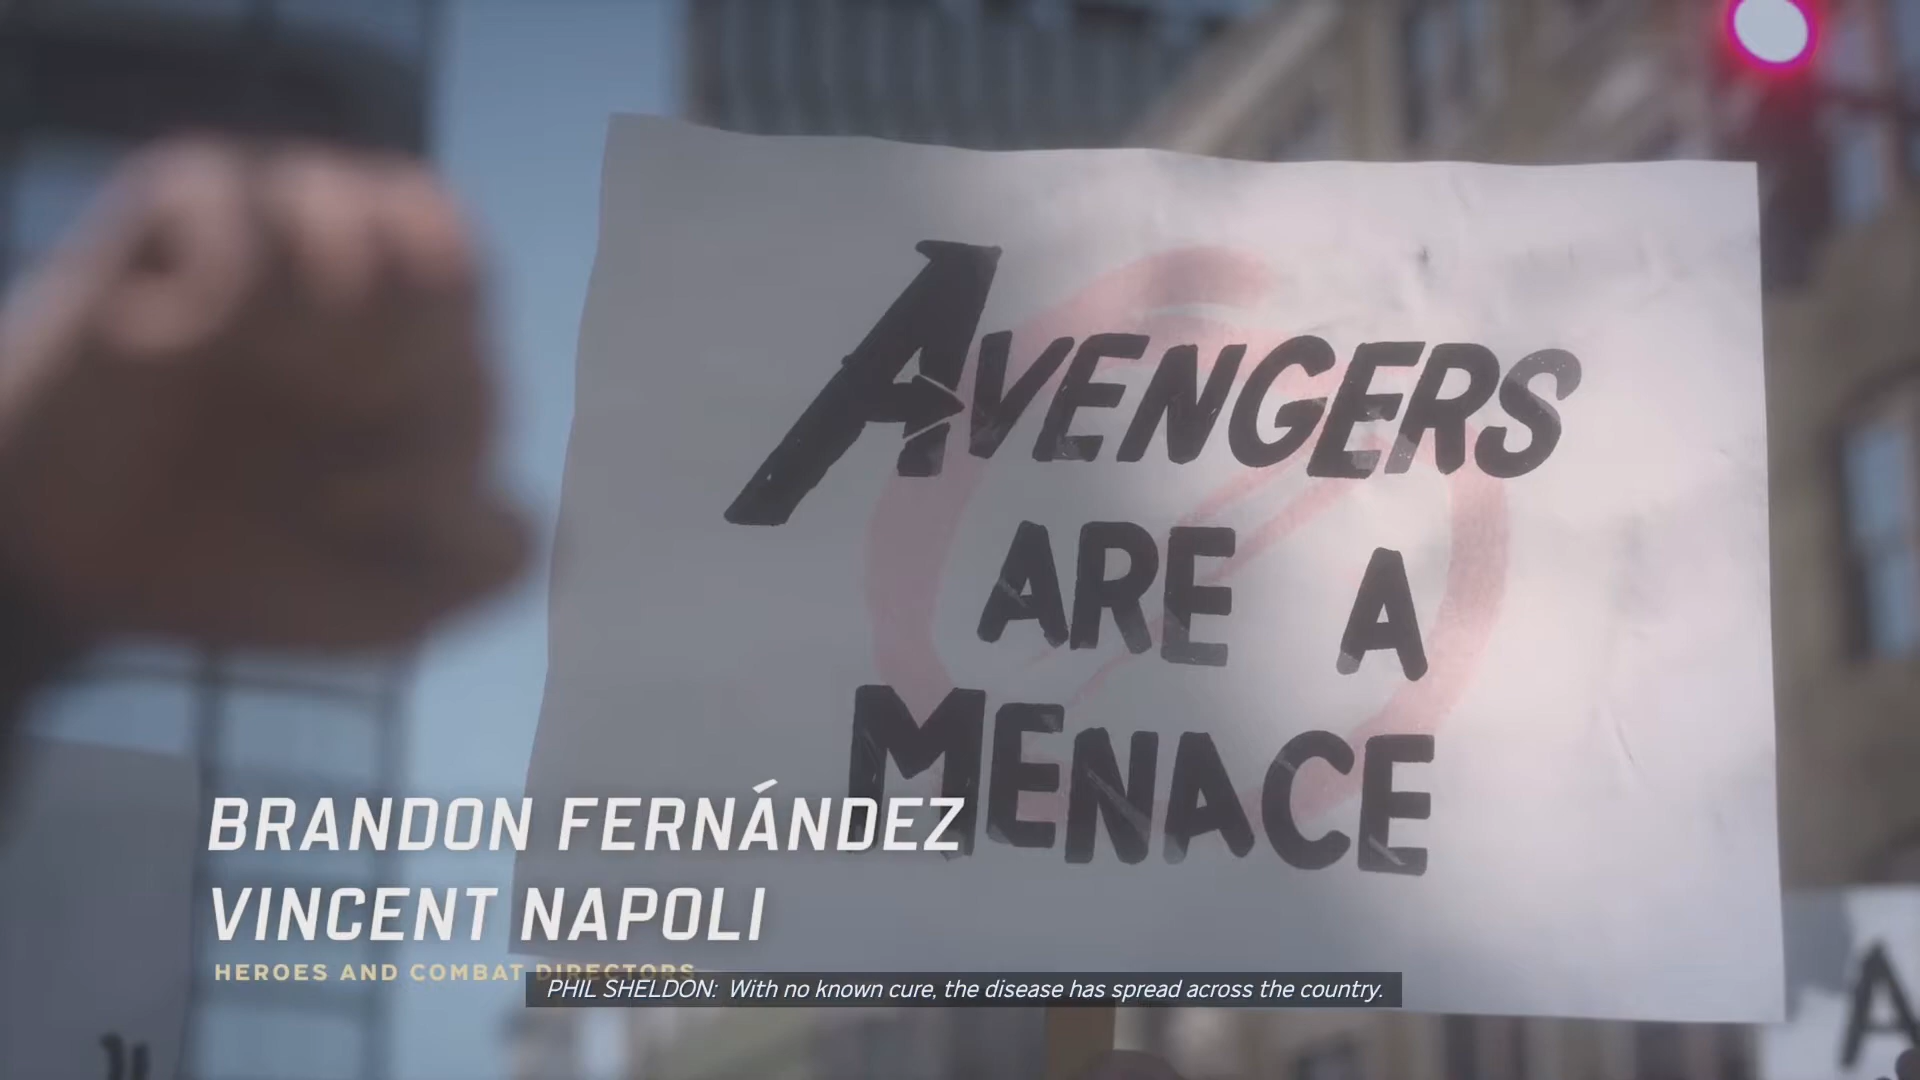 AVENGERS
ARE A
MENACE
BRANDON FERNÁNDEZ
VINCENT NAPOLI
HEROES AND COMBAT DIRECTORS
PHIL SHELDON: With no known cure, the disease has spread across the country.
A